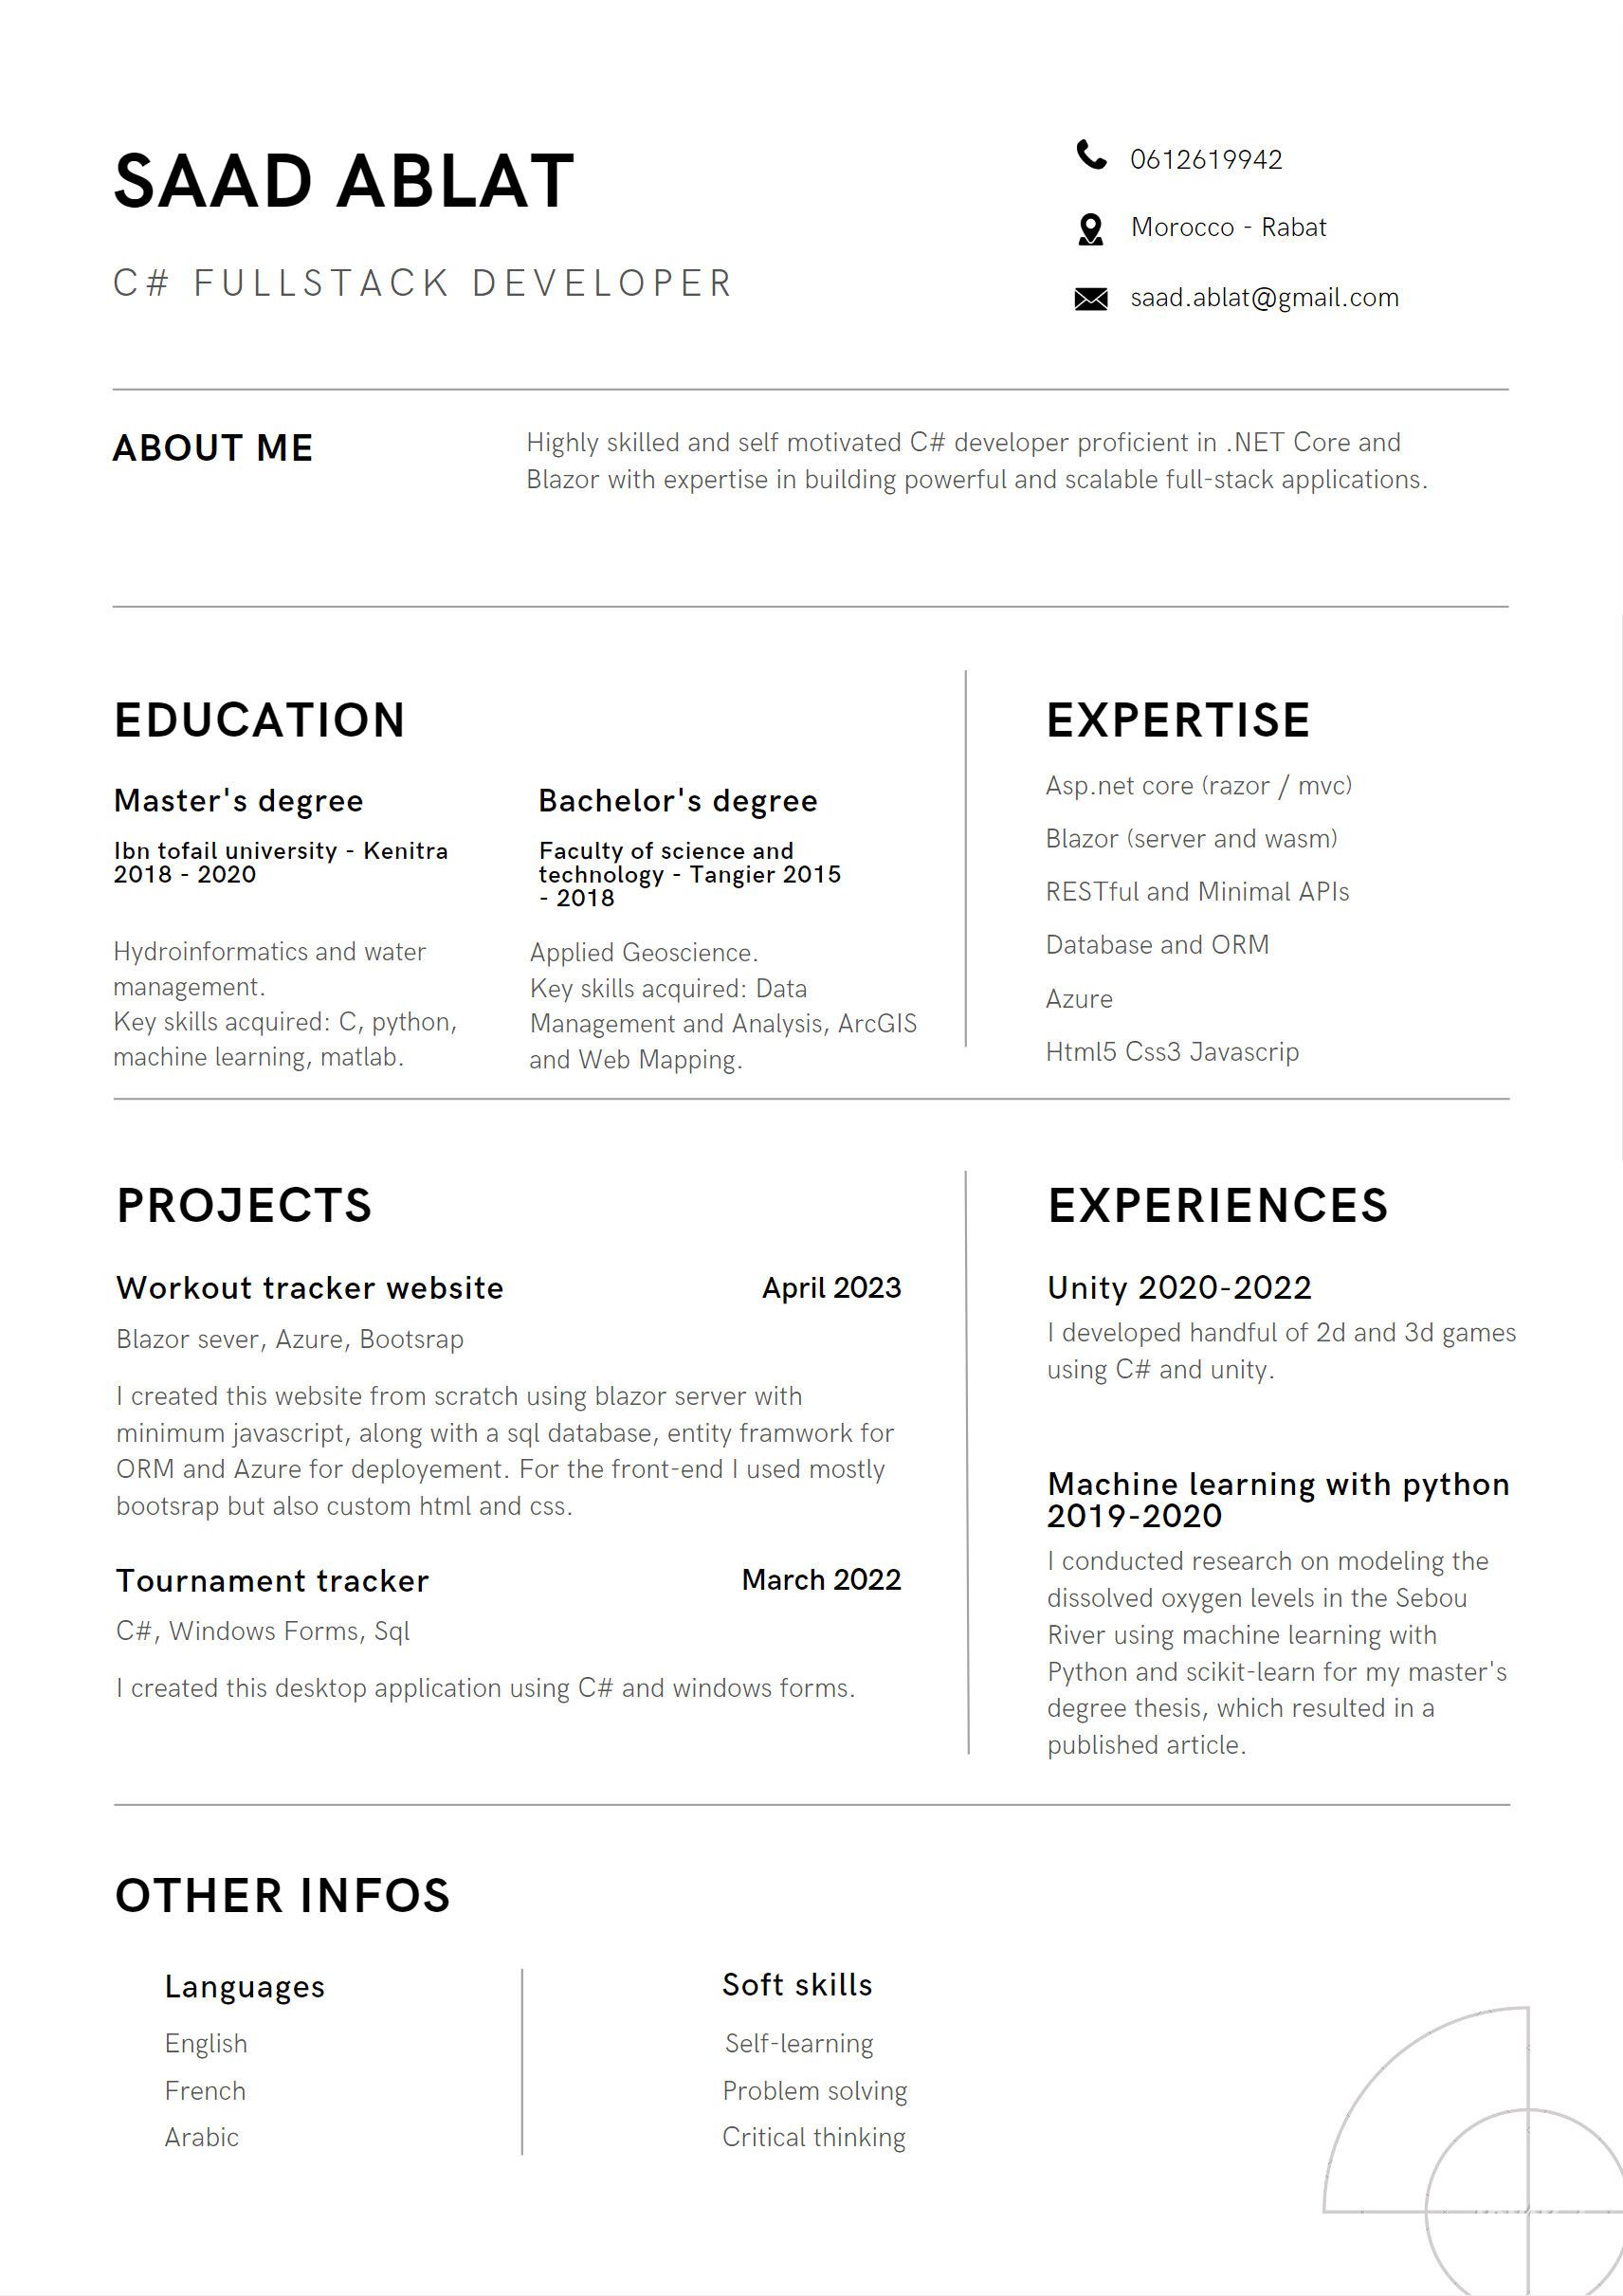 SAAD ABLAT
C# FULLSTACK DEVELOPER
0612619942
Morocco - Rabat
saad.ablat@gmail.com
ABOUT ME
Highly skilled and self motivated C# developer proficient in .NET Core and
Blazor with expertise in building powerful and scalable full-stack applications.
EDUCATION
Master's degree
Ibn tofail university - Kenitra
2018 - 2020
Hydroinformatics and water
management.
Key skills acquired: C, python,
machine learning, matlab.
Bachelor's degree
Faculty of science and
technology - Tangier 2015
- 2018
Applied Geoscience.
Key skills acquired: Data
Management and Analysis, ArcGIS
and Web Mapping.
EXPERTISE
Asp.net core (razor / mvc)
Blazor (server and wasm)
RESTful and Minimal APIs
Database and ORM
Azure
Html5 Css3 Javascrip
PROJECTS
Workout tracker website April 2023
Blazor sever, Azure, Bootsrap
I created this website from scratch using blazor server with
minimum javascript, along with a sql database, entity framwork for
ORM and Azure for deployement. For the front-end I used mostly
bootsrap but also custom html and css.
Tournament tracker March 2022
C#, Windows Forms, Sql
I created this desktop application using C# and windows forms.
EXPERIENCES
Unity 2020-2022
I developed handful of 2d and 3d games
using C# and unity.
Machine learning with python
2019-2020
I conducted research on modeling the
dissolved oxygen levels in the Sebou
River using machine learning with
Python and scikit-learn for my master's
degree thesis, which resulted in a
published article.
OTHER INFOS
Languages
English
French
Arabic
Soft skills
Self-learning
Problem solving
Critical thinking